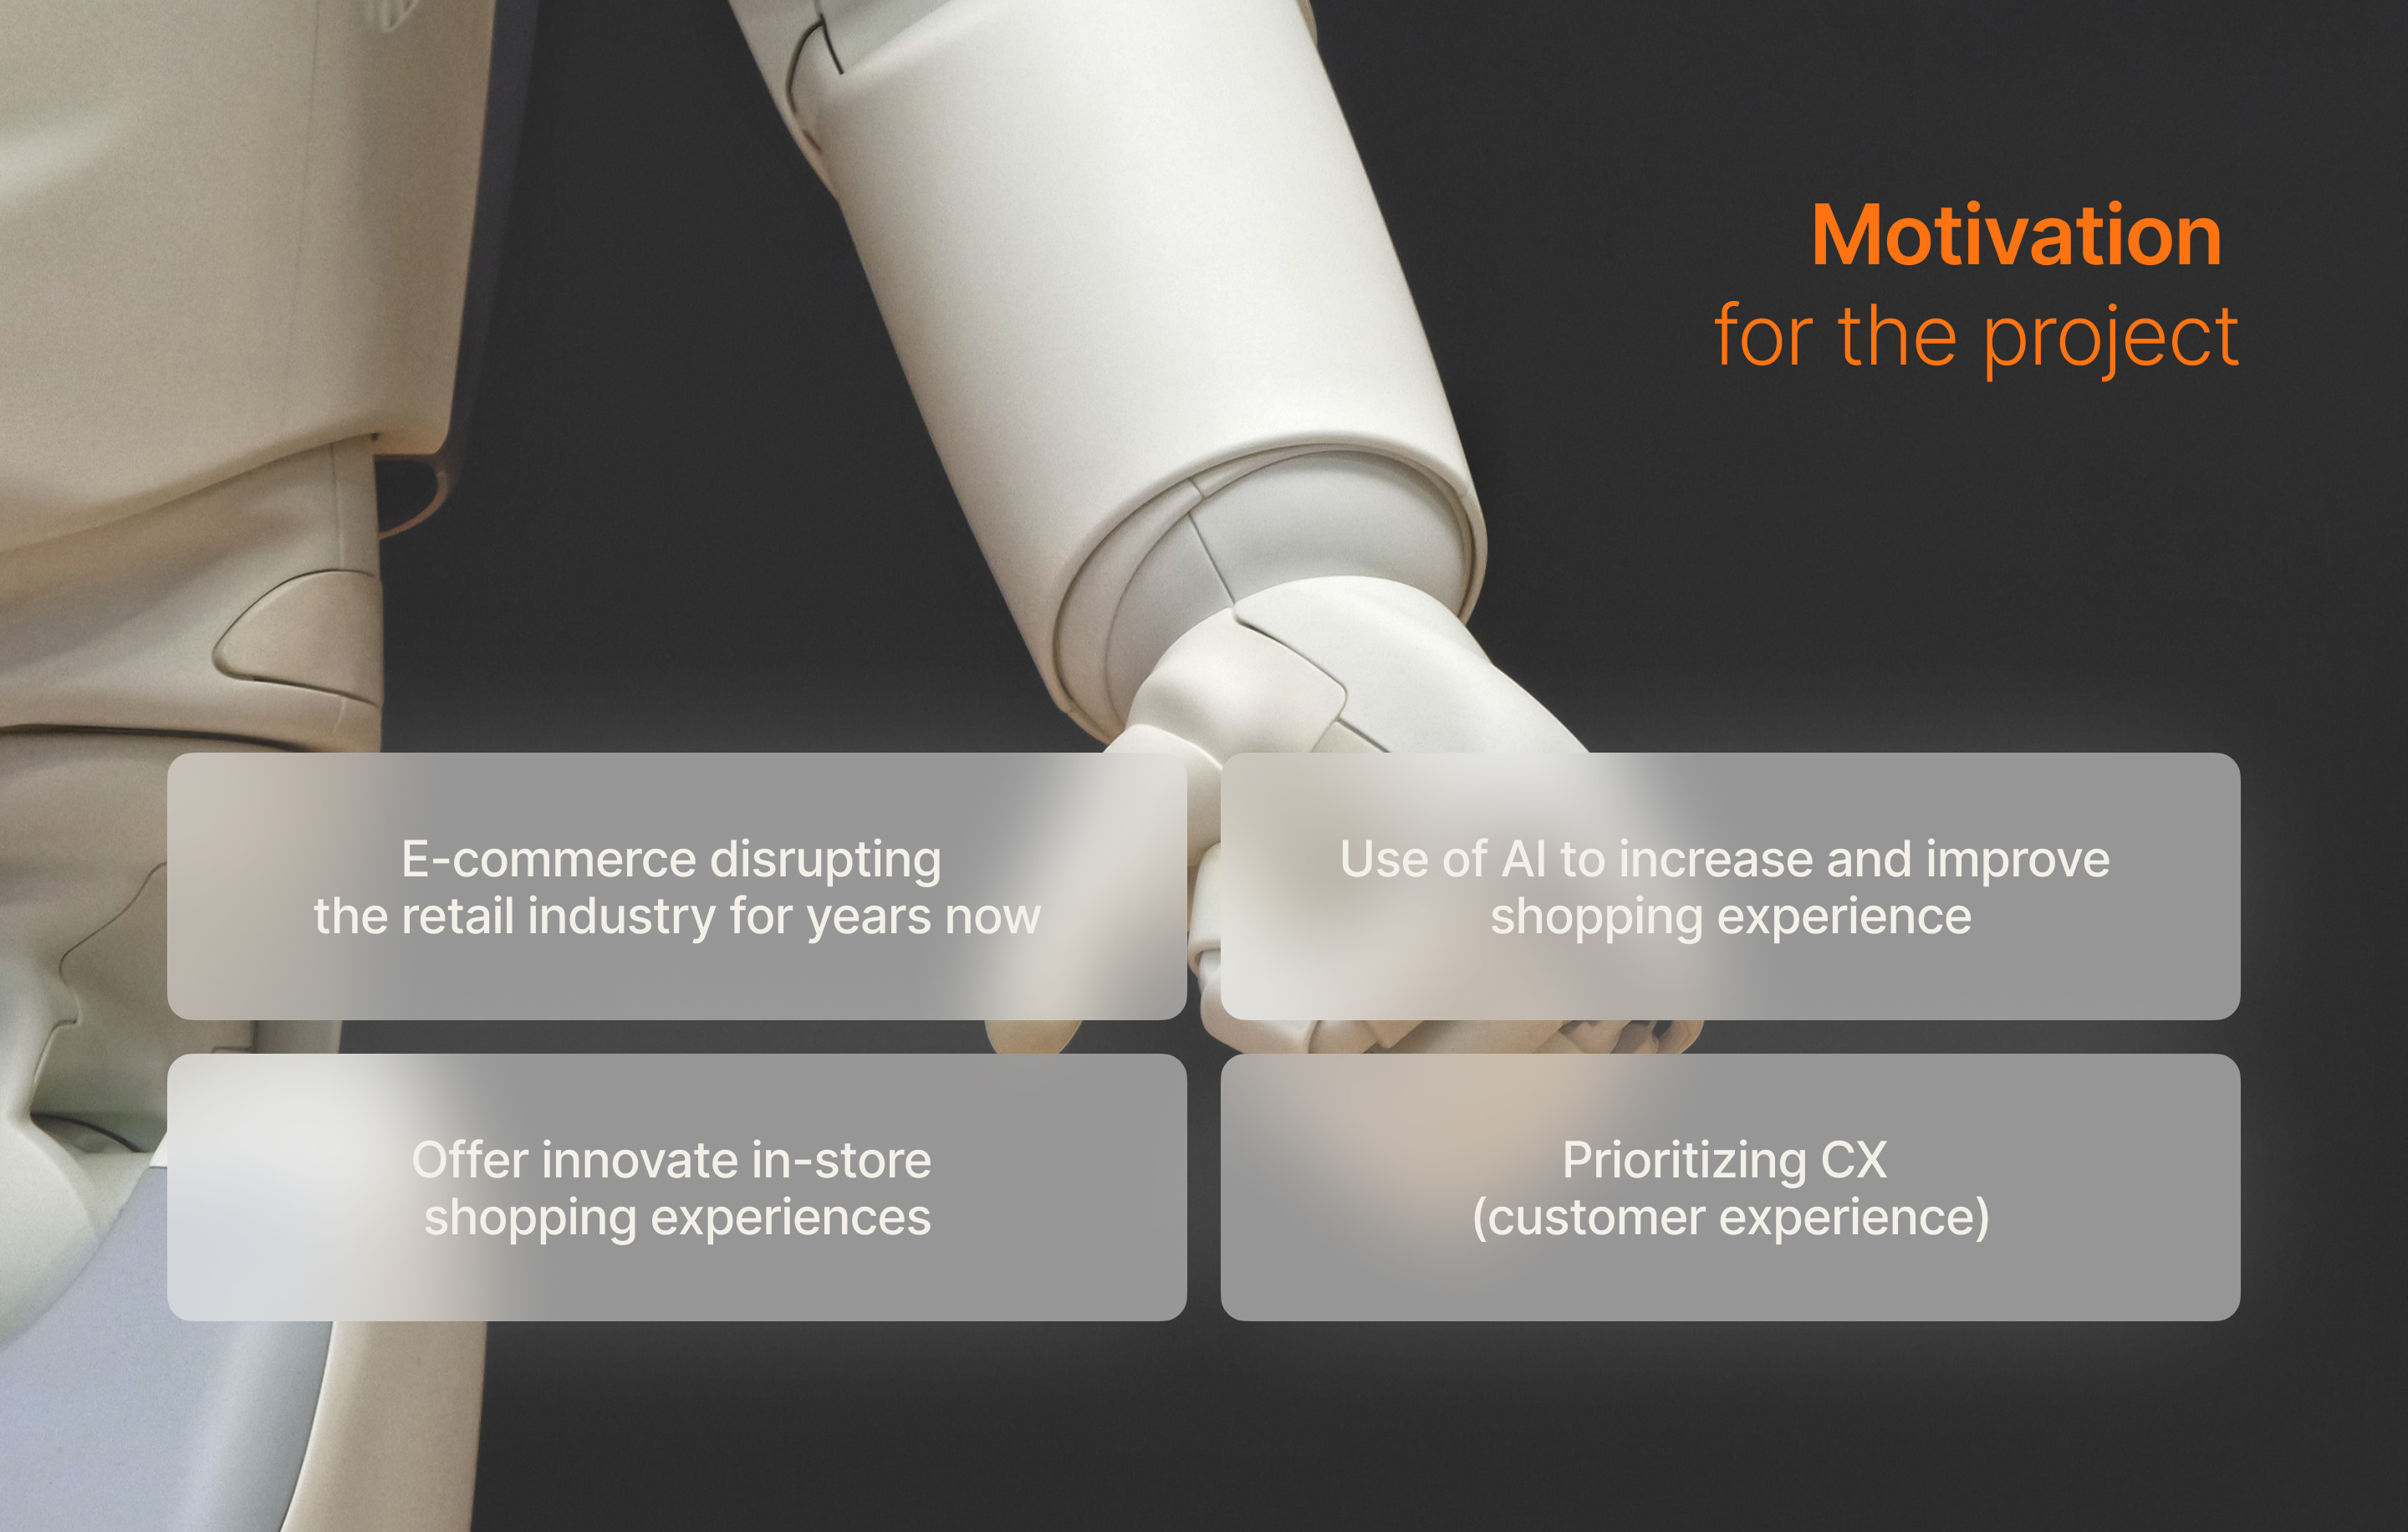 Motivation
for the project
E-commerce disrupting
the retail industry for years now
Use of AI to increase and improve
shopping experience
Offer innovate in-store
shopping experiences
Prioritizing CX
(customer experience)